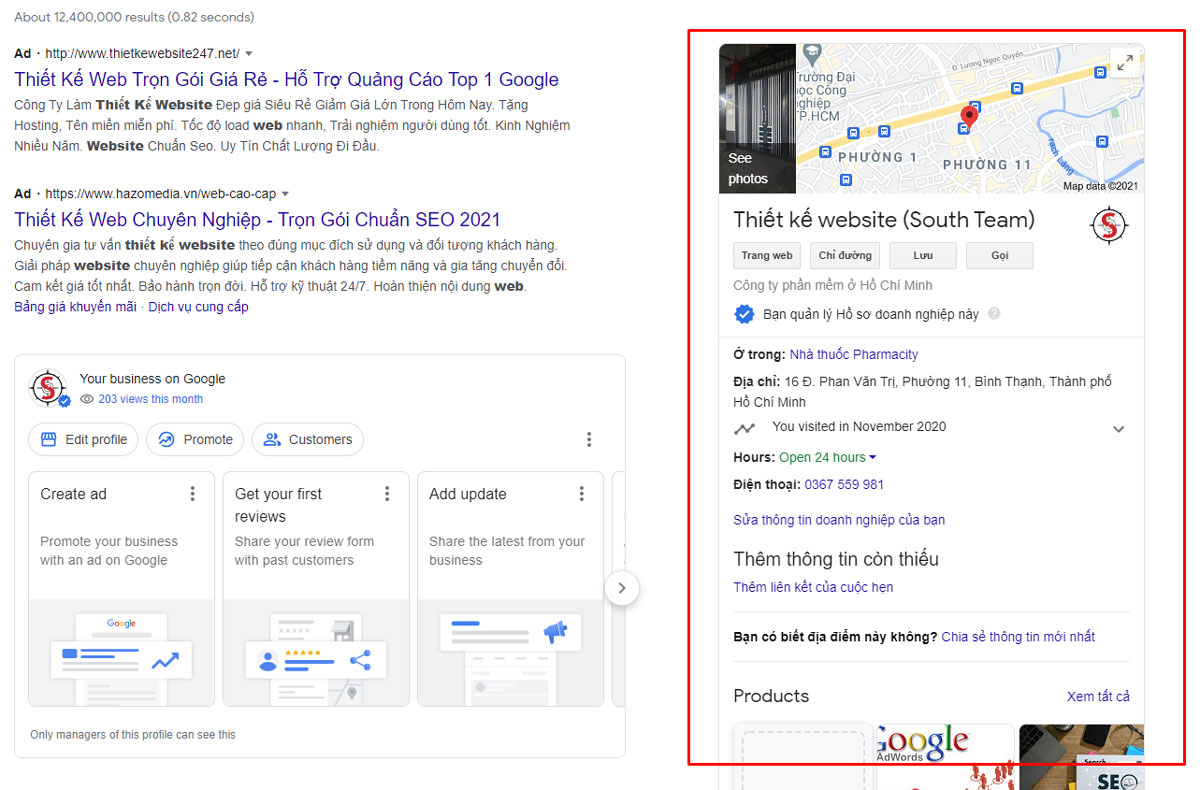 About 12,400,000 results (0.82 seconds)
Ad · http://www.thietkewebsite247.net/
Thiết Kế Web Trọn Gói Giá Rẻ - Hỗ Trợ Quảng Cáo Top 1 Google
Công Ty Làm Thiết Kế Website Đẹp giá Siêu Rẻ Giảm Giá Lớn Trong Hôm Nay. Tặng
Hosting, Tên miền miễn phí. Tốc độ load web nhanh, Trải nghiệm người dùng tốt. Kinh Nghiệm
Nhiều Năm. Website Chuẩn Seo. Uy Tín Chất Lượng Đi Đầu.
Ad · https://www.hazomedia.vn/web-cao-cap
Thiết Kế Web Chuyên Nghiệp - Trọn Gói Chuẩn SEO 2021
Chuyên gia tư vấn thiết kế website theo đúng mục đích sử dụng và đối tượng khách hàng.
Giải pháp website chuyên nghiệp giúp tiếp cận khách hàng tiềm năng và gia tăng chuyển đổi.
Cam kết giá tốt nhất. Bảo hành trọn đời. Hỗ trợ kỹ thuật 24/7. Hoàn thiện nội dung web.
Bảng giá khuyến mãi · Dịch vụ cung cấp
Your business on Google
203 views this month
Edit profile
Promote
Customers
Create ad
Promote your business
with an ad on Google
Google
Get your first
reviews
Share your review form
with past customers
Add update
Share the latest from your
business
Only managers of this profile can see this
See
photos
Trường Đại
học Công
nghiệp
TP.HCM
Đ. Lương Ngọc Quyến
PHƯỜNG 1
PHƯỜNG 11
rạch Lăng
Map data ©2021
Thiết kế website (South Team)
Trang web
Chỉ đường
Lưu
Gọi
Công ty phần mềm ở Hồ Chí Minh
Bạn quản lý Hồ sơ doanh nghiệp này
Ở trong: Nhà thuốc Pharmacity
Địa chỉ: 16 Đ. Phan Văn Trị, Phường 11, Bình Thạnh, Thành phố
Hồ Chí Minh
You visited in November 2020
Hours: Open 24 hours
Điện thoại: 0367 559 981
Sửa thông tin doanh nghiệp của bạn
Thêm thông tin còn thiếu
Thêm liên kết của cuộc hẹn
Bạn có biết địa điểm này không? Chia sẻ thông tin mới nhất
Products
Xem tất cả
Google
AdWords
Search
SEO